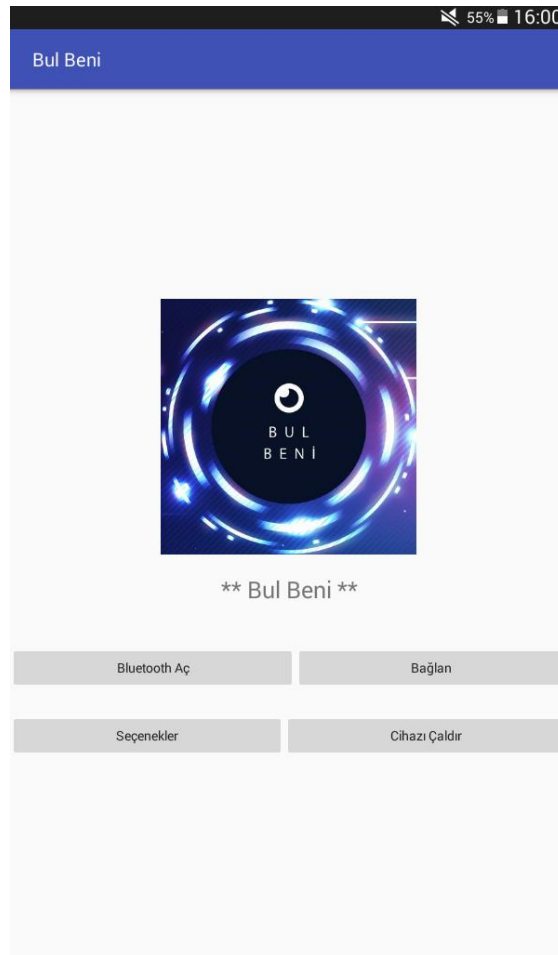 55% 16:00
Bul Beni
BUL
BENİ
** Bul Beni **
Bluetooth Aç Bağlan
Seçenekler Cihazı Çaldır